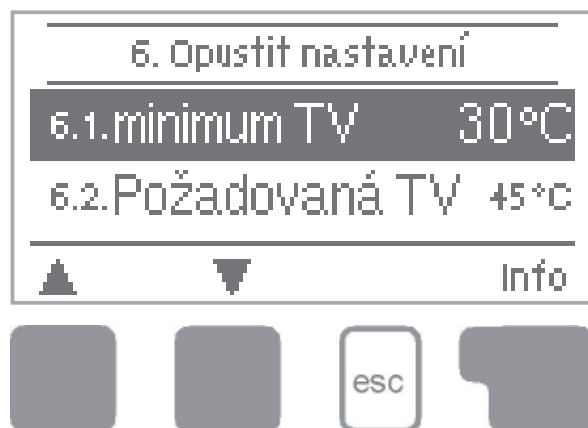 6. Opustit nastavení
6.1.minimum TV 30°C
6.2.Požadovaná TV 45°C
Info
esc